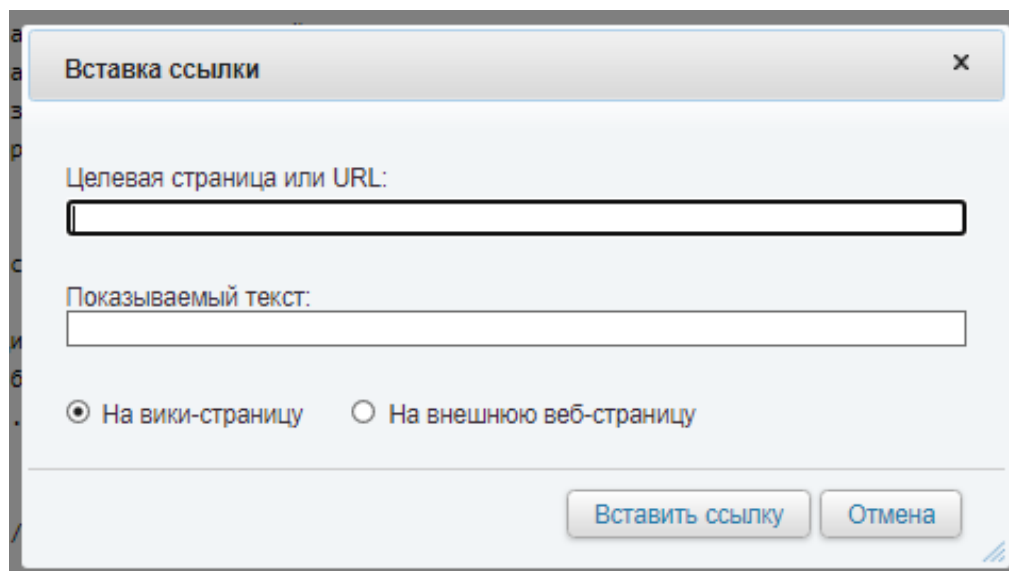 Вставка ссылки
Целевая страница или URL:
Показываемый текст:
На вики-страницу На внешнюю веб-страницу
Вставить ссылку Отмена